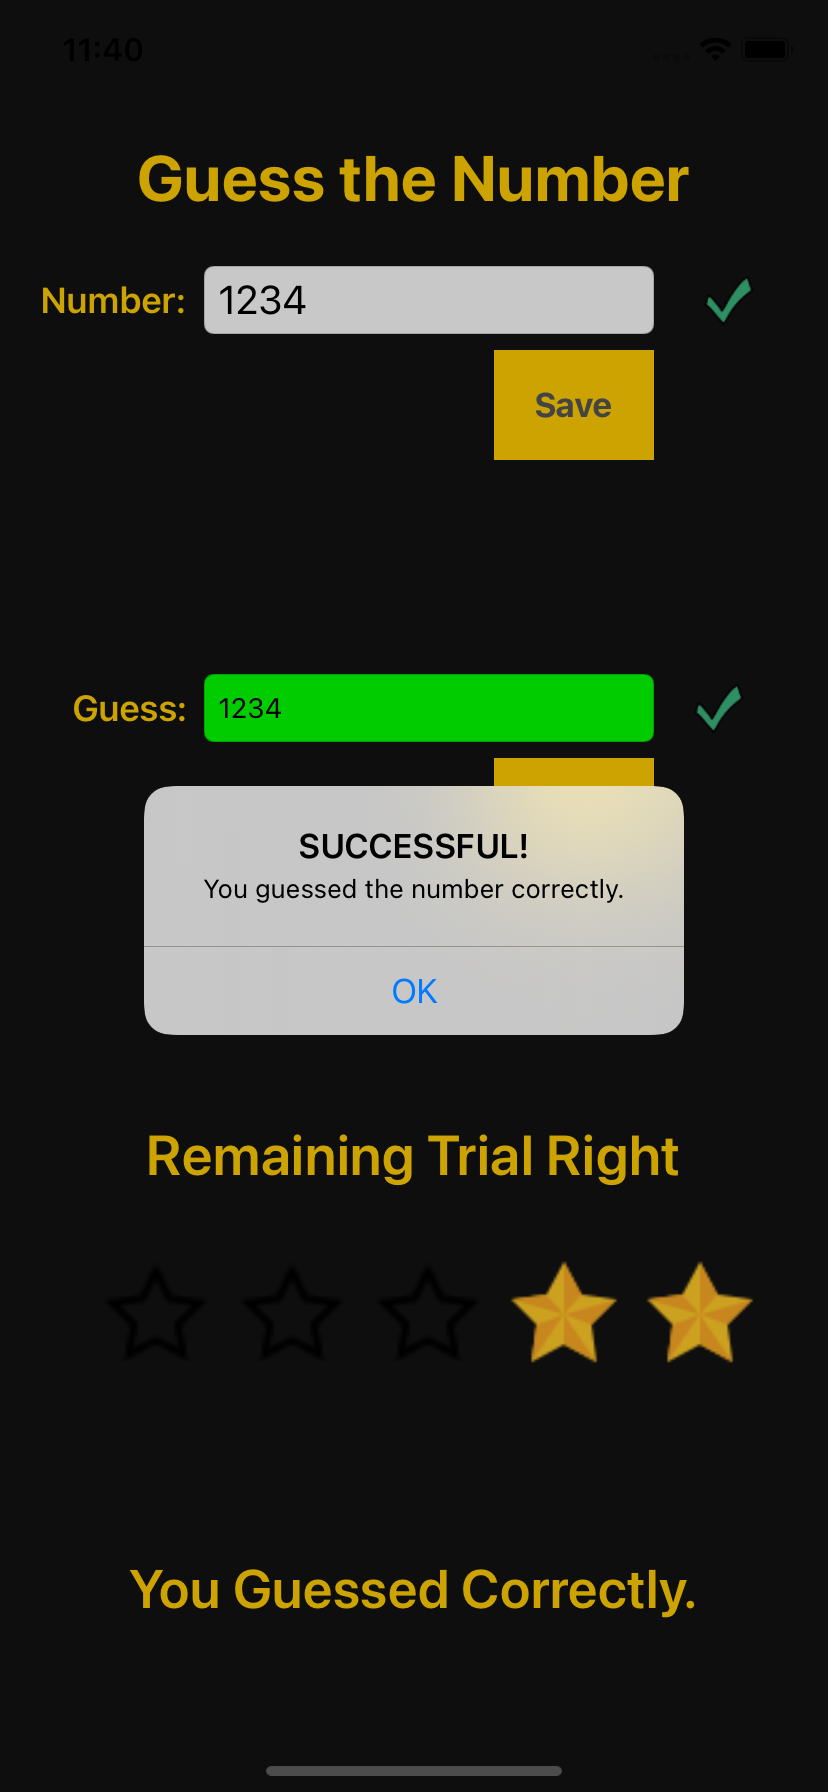 11:40
Guess the Number
Number: 1234
Save
Guess: 1234
SUCCESSFUL!
You guessed the number correctly.
OK
Remaining Trial Right
You Guessed Correctly.